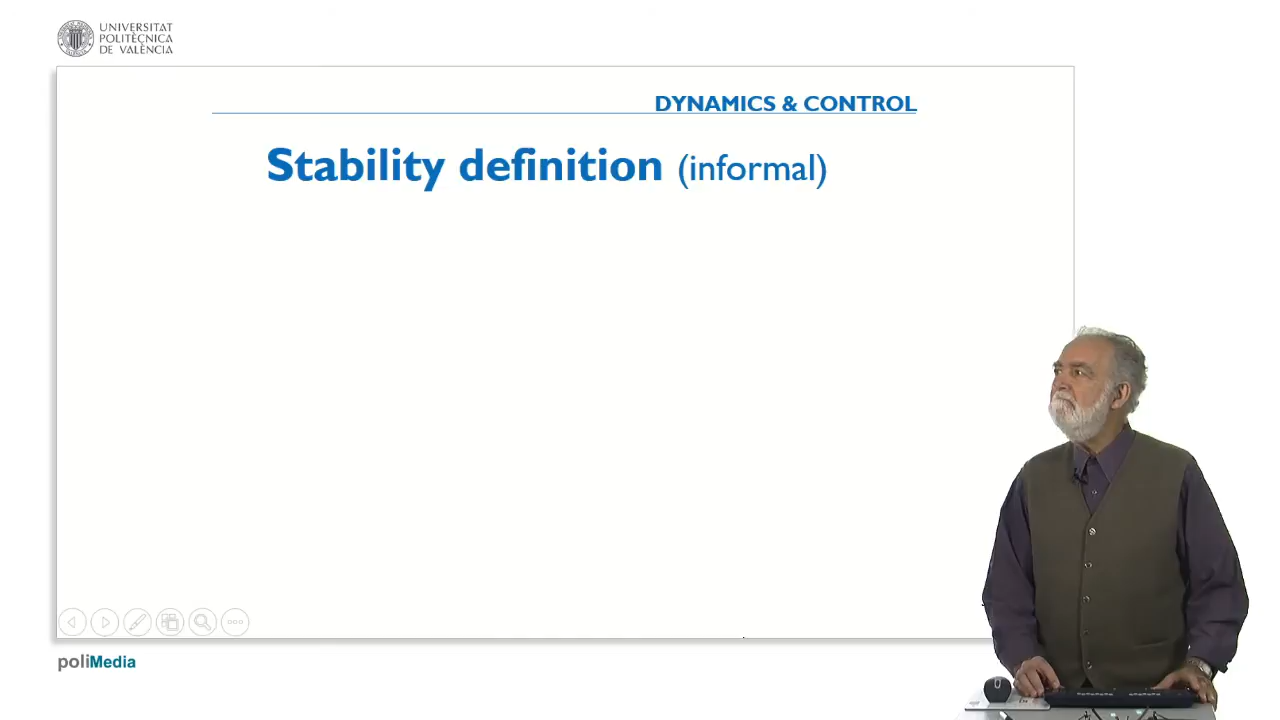 UNIVERSITAT
POLITÈCNICA
DE VALÈNCIA
DYNAMICS & CONTROL
Stability definition (informal)
poliMedia